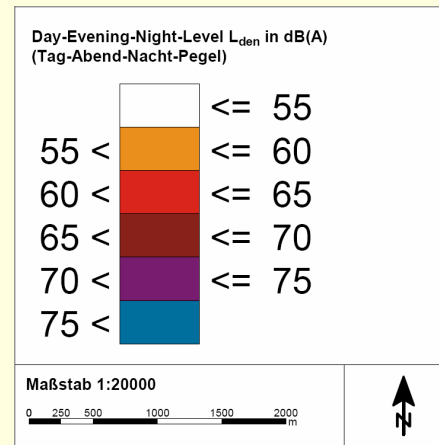 Day-Evening-Night-Level Lden in dB(A)
(Tag-Abend-Nacht-Pegel)
<= 55
55 < <= 60
60 < <= 65
65 < <= 70
70 < <= 75
75 <
Maßstab 1:20000
0 250 500 1000 1500 2000
m
N